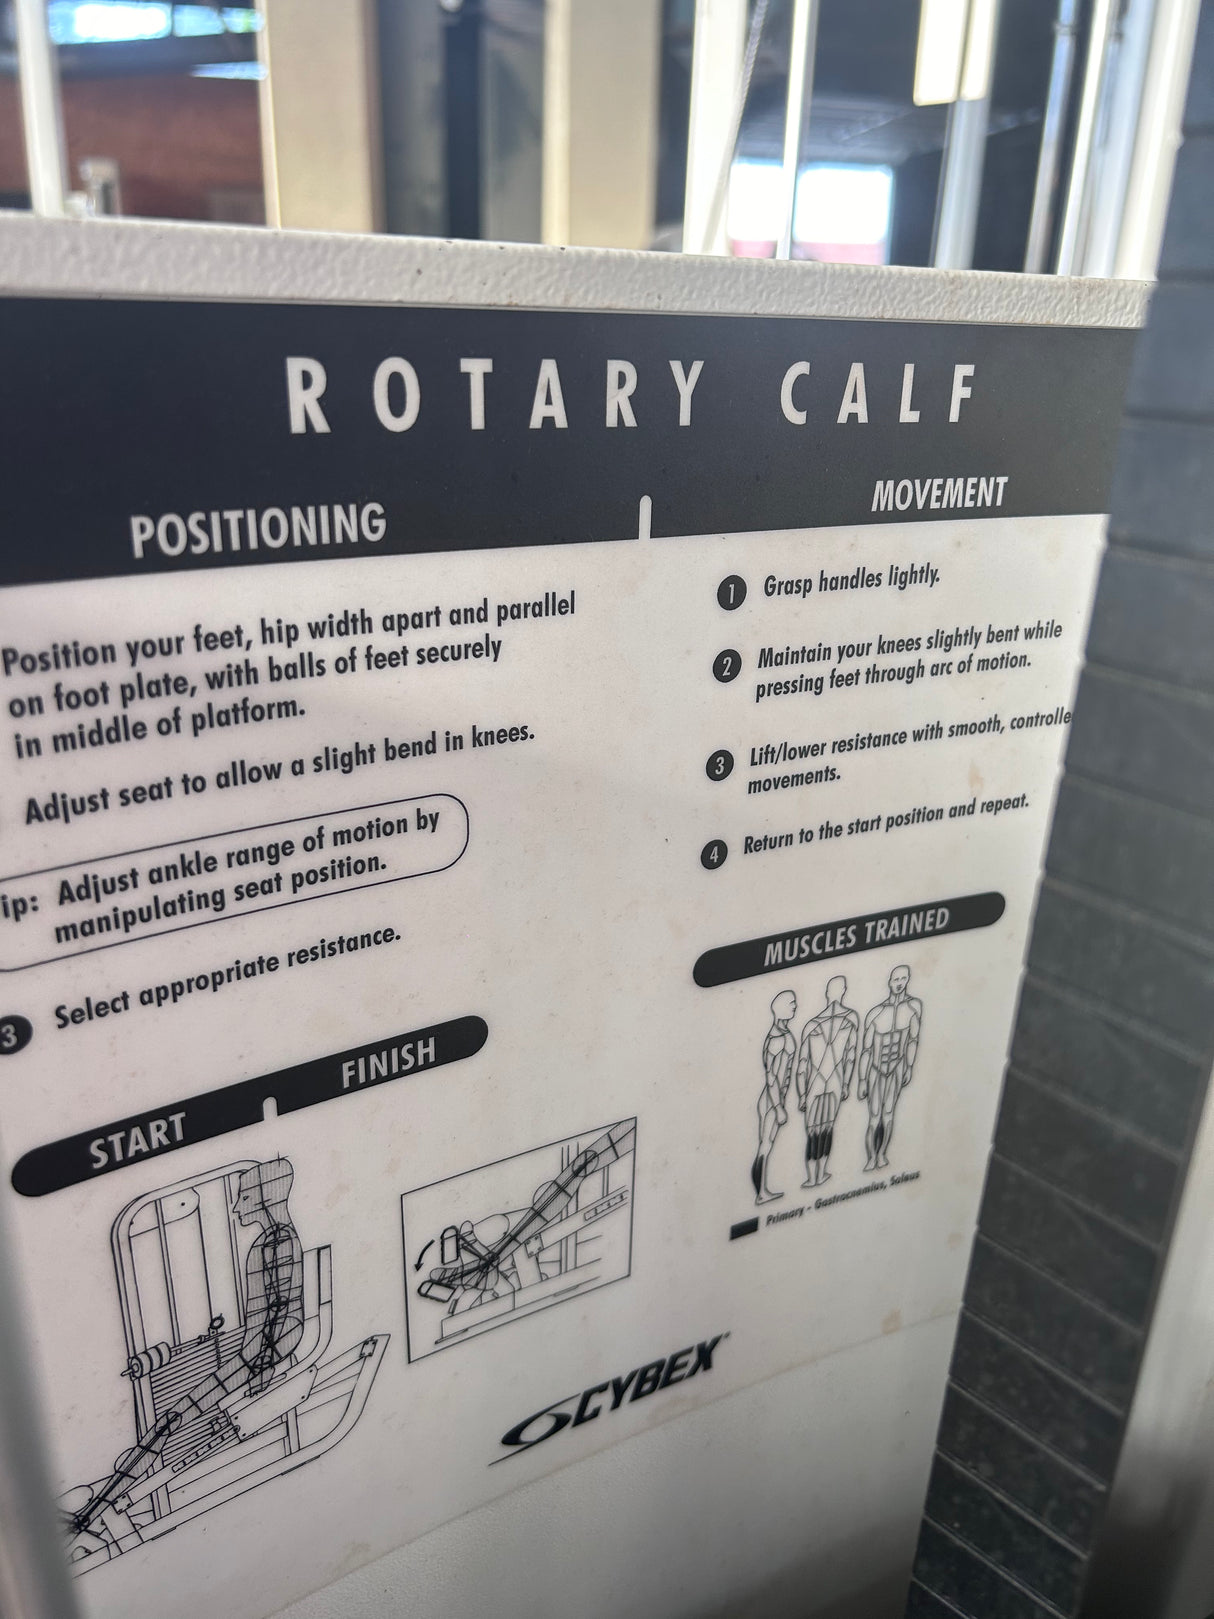 ROTARY CALF
POSITIONING
Position your feet, hip width apart and parallel
on foot plate, with balls of feet securely
in middle of platform.
Adjust seat to allow a slight bend in knees.
ip: Adjust ankle range of motion by
manipulating seat position.
3 Select appropriate resistance.
START
FINISH
MOVEMENT
1 Grasp handles lightly.
2 Maintain your knees slightly bent while
pressing feet through arc of motion.
3 Lift/lower resistance with smooth, controlle
movements.
4 Return to the start position and repeat.
MUSCLES TRAINED
Primary - Gastrocnemius, Soleus
CYBEX